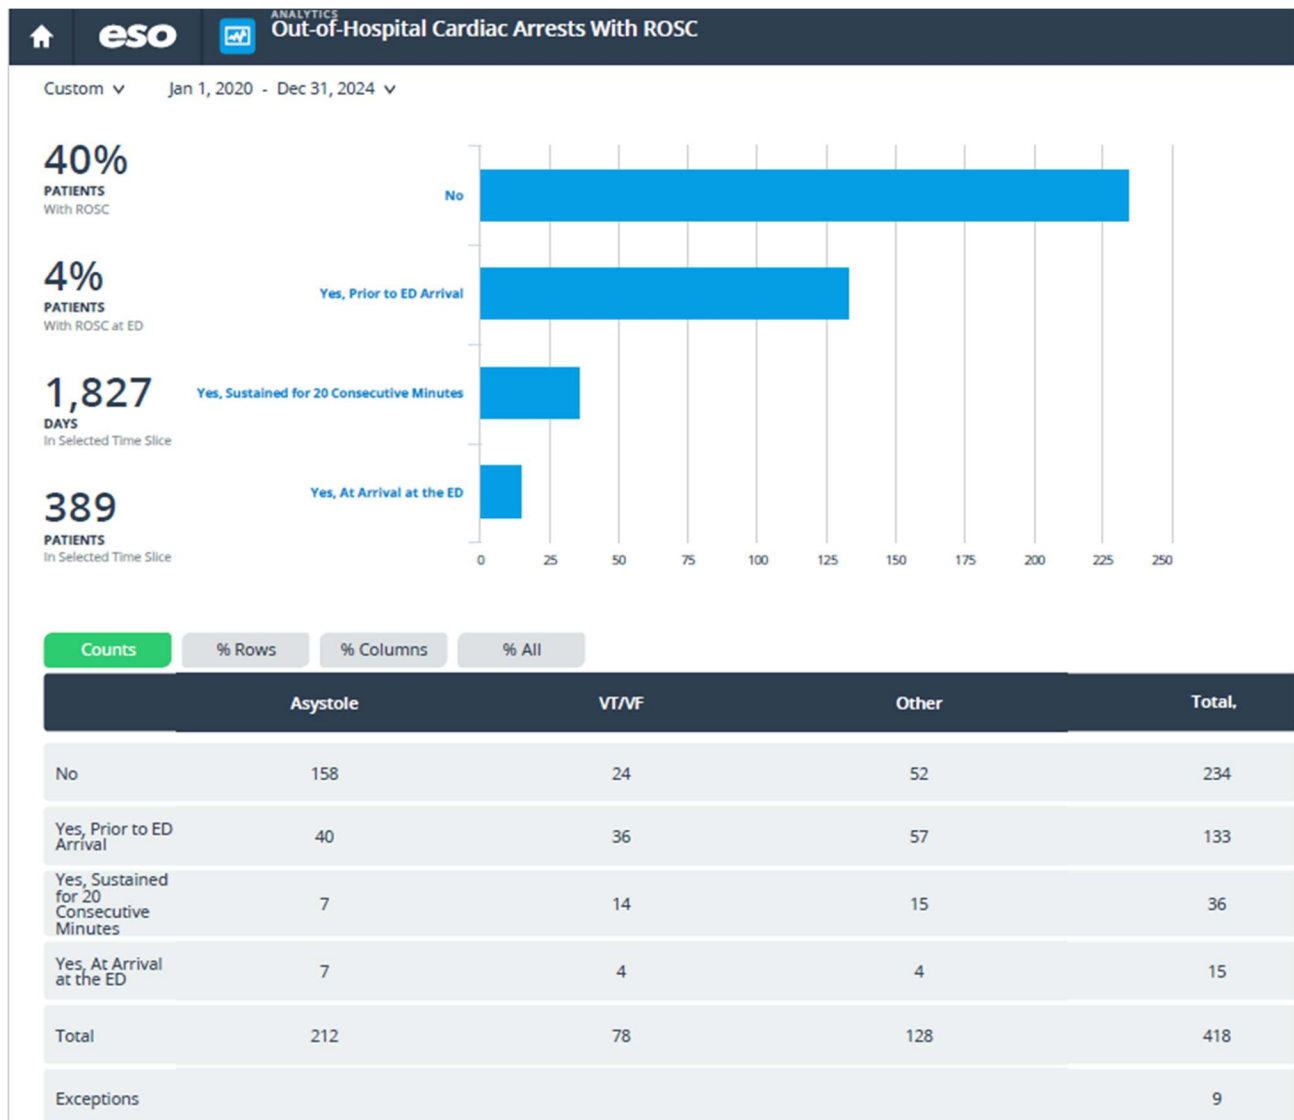 ANALYTICS
eso
Out-of-Hospital Cardiac Arrests With ROSC
Custom
Jan 1, 2020 - Dec 31, 2024
40%
PATIENTS
With ROSC
4%
PATIENTS
With ROSC at ED
1,827
DAYS
In Selected Time Slice
389
PATIENTS
In Selected Time Slice
No
Yes, Prior to ED Arrival
Yes, Sustained for 20 Consecutive Minutes
Yes, At Arrival at the ED
0 25 50 75 100 125 150 175 200 225 250
Counts % Rows % Columns % All
Asystole VT/VF Other Total,
No 158 24 52 234
Yes, Prior to ED
Arrival 40 36 57 133
Yes, Sustained
for 20
Consecutive
Minutes 7 14 15 36
Yes, At Arrival
at the ED 7 4 4 15
Total 212 78 128 418
Exceptions 9